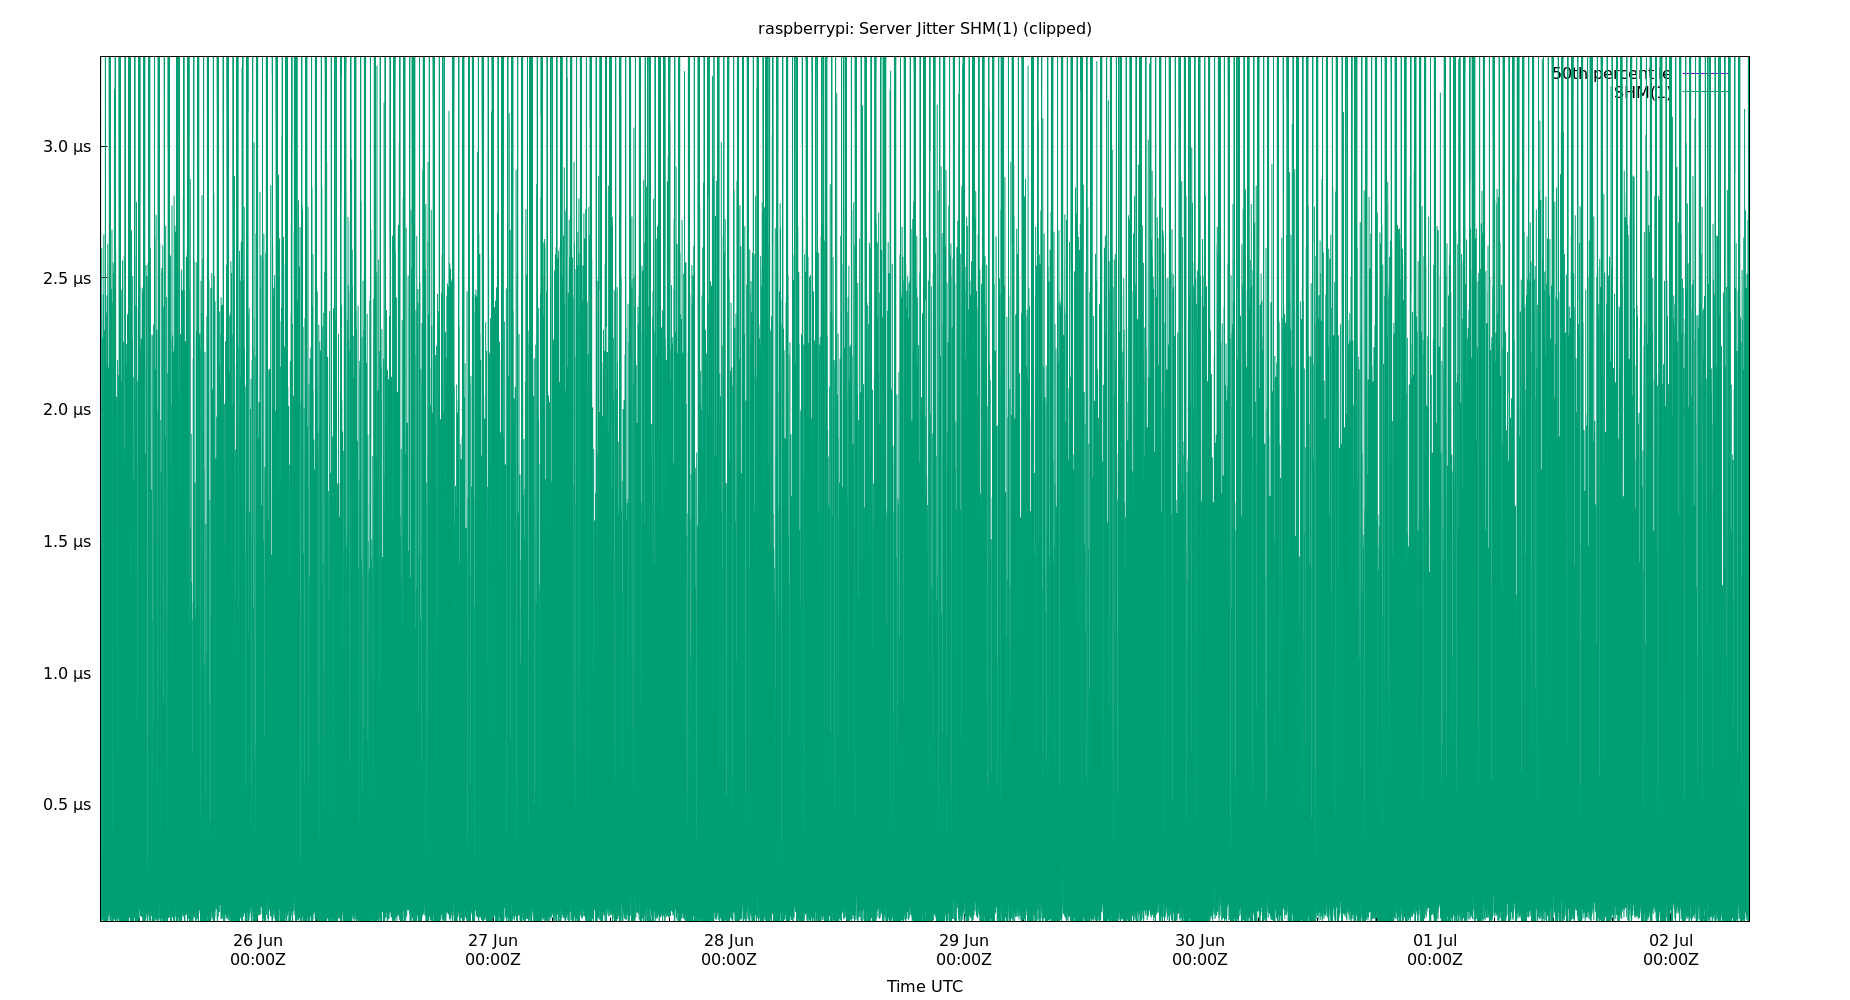 raspberrypi: Server Jitter SHM(1) (clipped)
50th percentile
SHM(1)
3.0 µs
2.5 µs
2.0 µs
1.5 µs
1.0 µs
0.5 µs
26 Jun 27 Jun 28 Jun 29 Jun 30 Jun 01 Jul 02 Jul
00:00Z 00:00Z 00:00Z 00:00Z 00:00Z 00:00Z 00:00Z
Time UTC